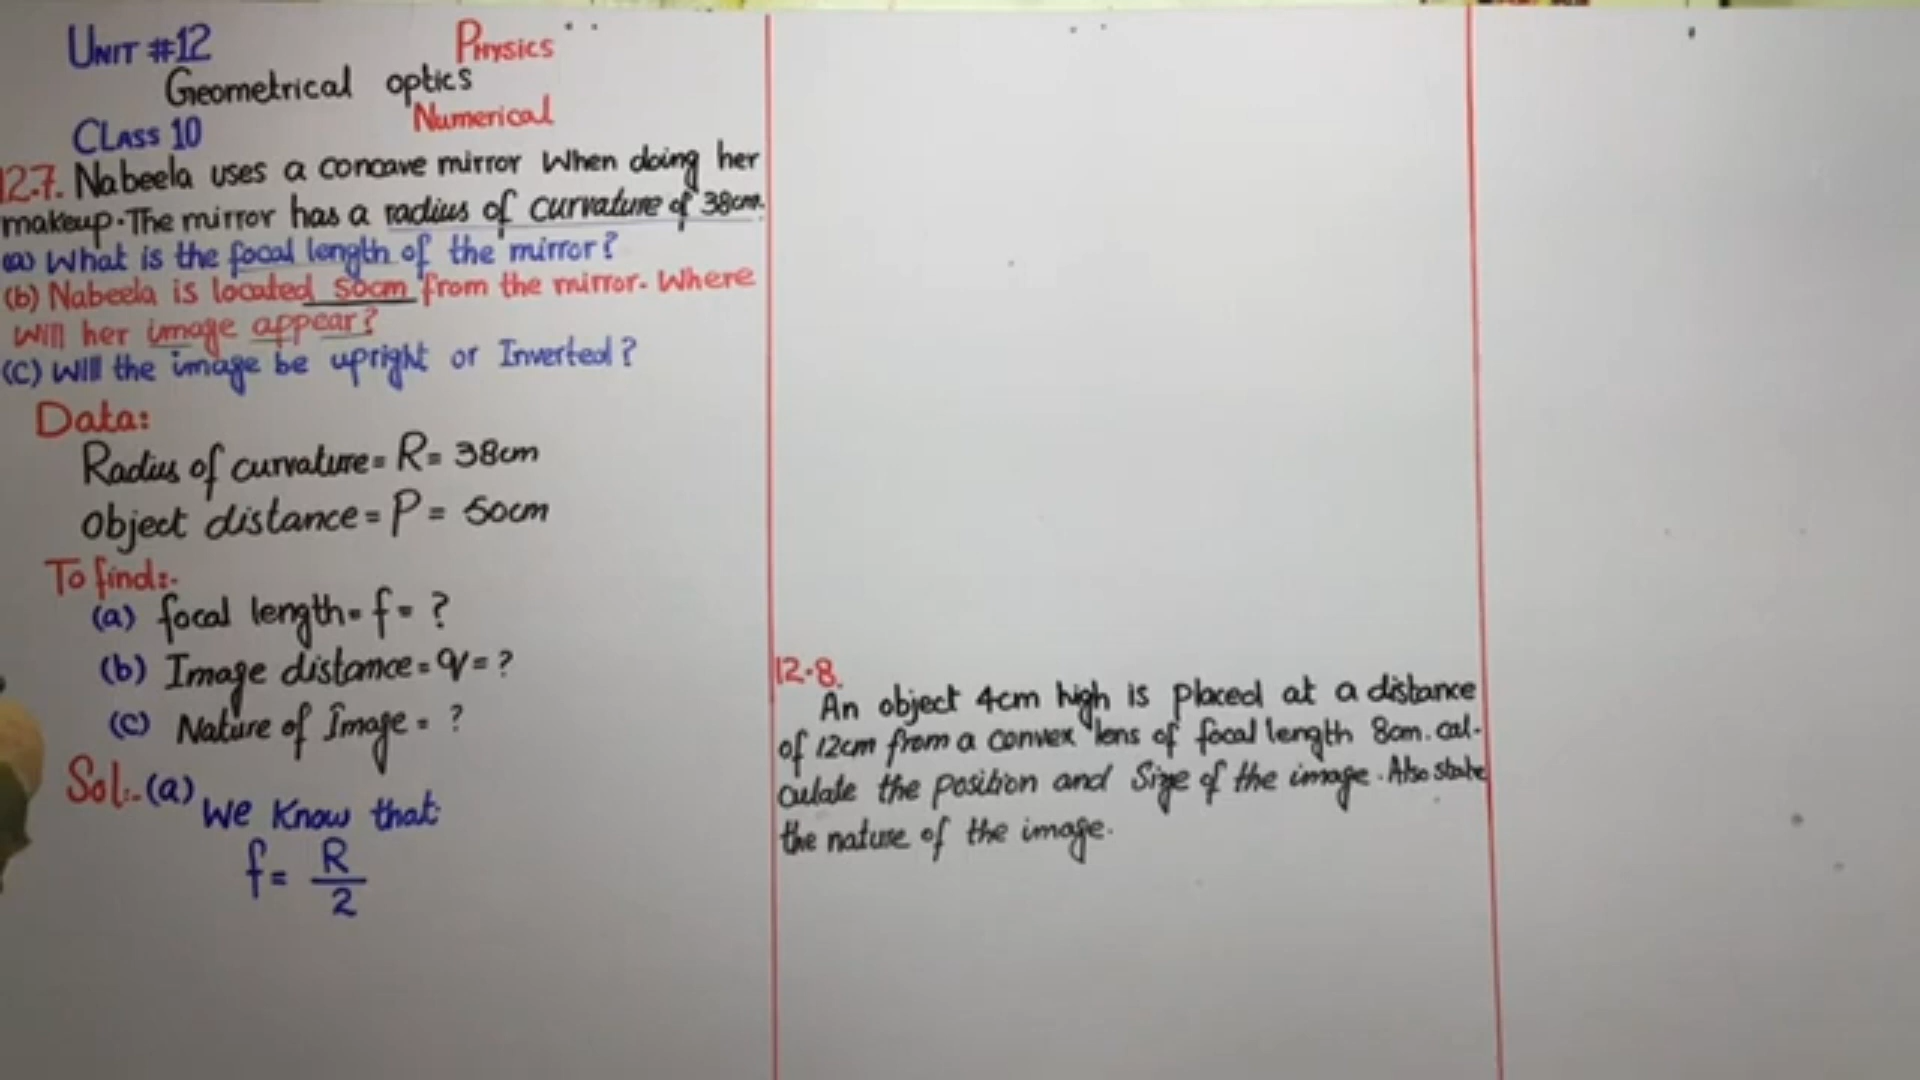 UNIT #12
Physics
Geometrical optics
Numerical
CLASS 10
12.7. Nabeela uses a concave mirror When doing her
makeup. The mirror has a radius of curvature of 38cm.
(a) What is the focal length of the mirror?
(b) Nabeela is located 50cm from the mirror. Where
Will her image appear?
(C) Will the image be upright or Inverted?
Data:
Radius of curvature = R = 38cm
Object distance = P = 50cm
To find:-
(a) focal length = f = ?
(b) Image distance = q = ?
(C) Nature of Image = ?
Sol:- (a) We Know that:
f = R/2
12.8.
An object 4cm high is placed at a distance
of 12cm from a convex lens of focal length 8cm. cal-
culate the position and Size of the image. Also state
the nature of the image.